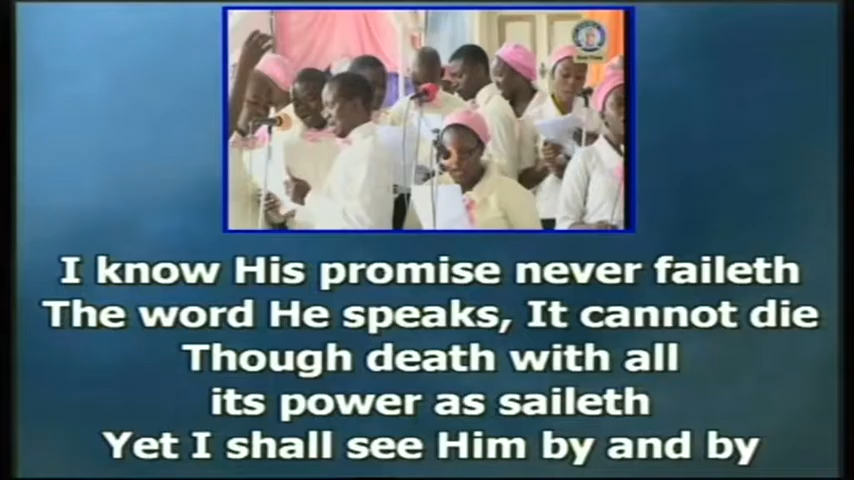 I know His promise never faileth
The word He speaks, It cannot die
Though death with all
its power as saileth
Yet I shall see Him by and by